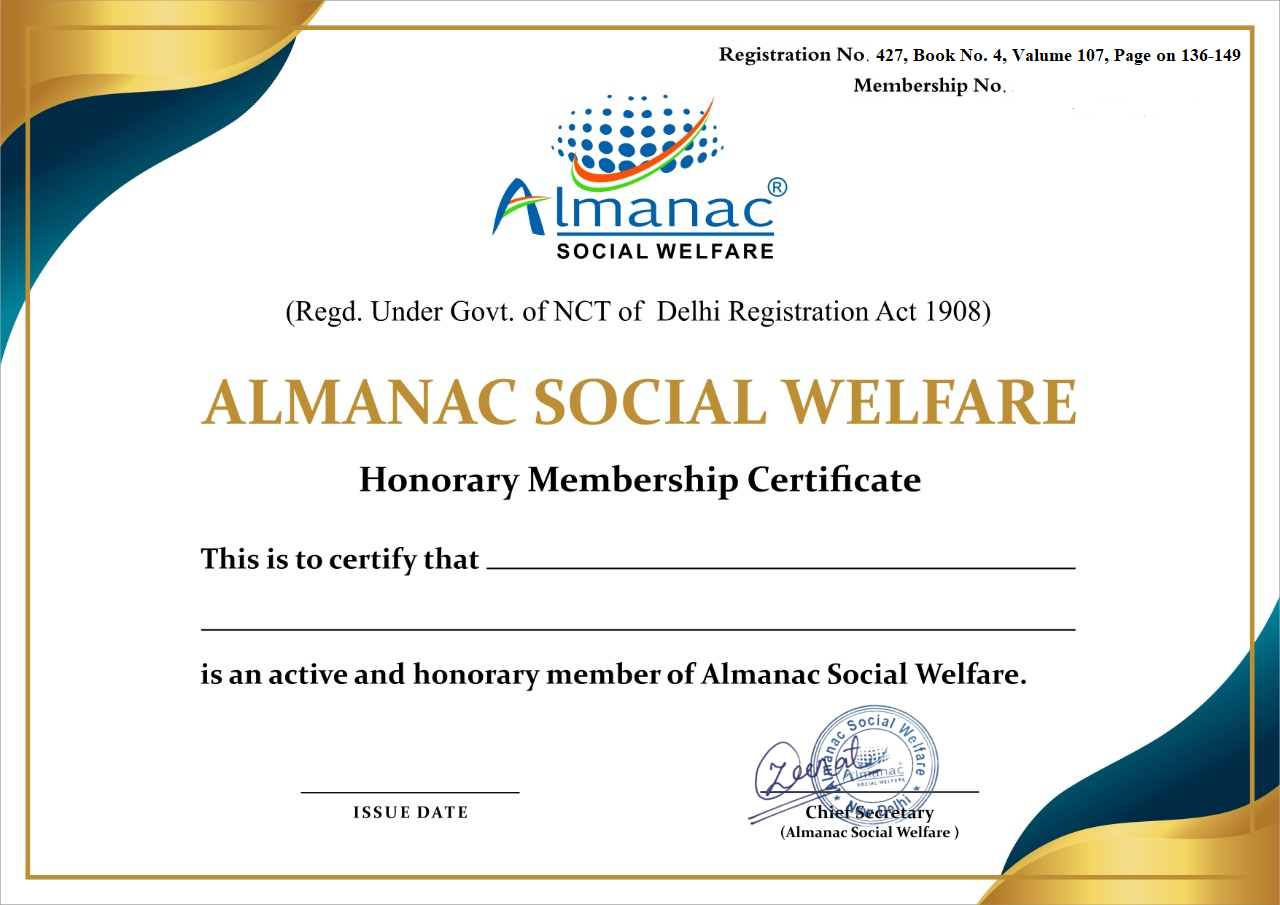 Registration No. 427, Book No. 4, Valume 107, Page on 136-149
Membership No.
Almanac®
SOCIAL WELFARE
(Regd. Under Govt. of NCT of Delhi Registration Act 1908)
ALMANAC SOCIAL WELFARE
Honorary Membership Certificate
This is to certify that
is an active and honorary member of Almanac Social Welfare.
Zeenat
Almanac Social Welfare
Almanac
SOCIAL WELFARE
★ New Delhi ★
ISSUE DATE
Chief Secretary
(Almanac Social Welfare )